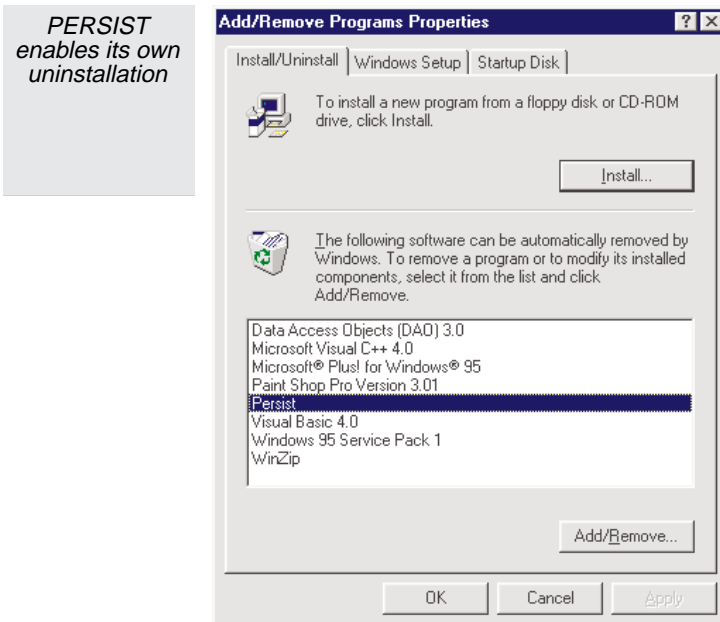 PERSIST
enables its own
uninstallation
Add/Remove Programs Properties
Install/Uninstall
Windows Setup
Startup Disk
To install a new program from a floppy disk or CD-ROM
drive, click Install.
Install...
The following software can be automatically removed by
Windows. To remove a program or to modify its installed
components, select it from the list and click
Add/Remove.
Data Access Objects (DAO) 3.0
Microsoft Visual C++ 4.0
Microsoft® Plus! for Windows® 95
Paint Shop Pro Version 3.01
Persist
Visual Basic 4.0
Windows 95 Service Pack 1
WinZip
Add/Remove...
OK
Cancel
Apply